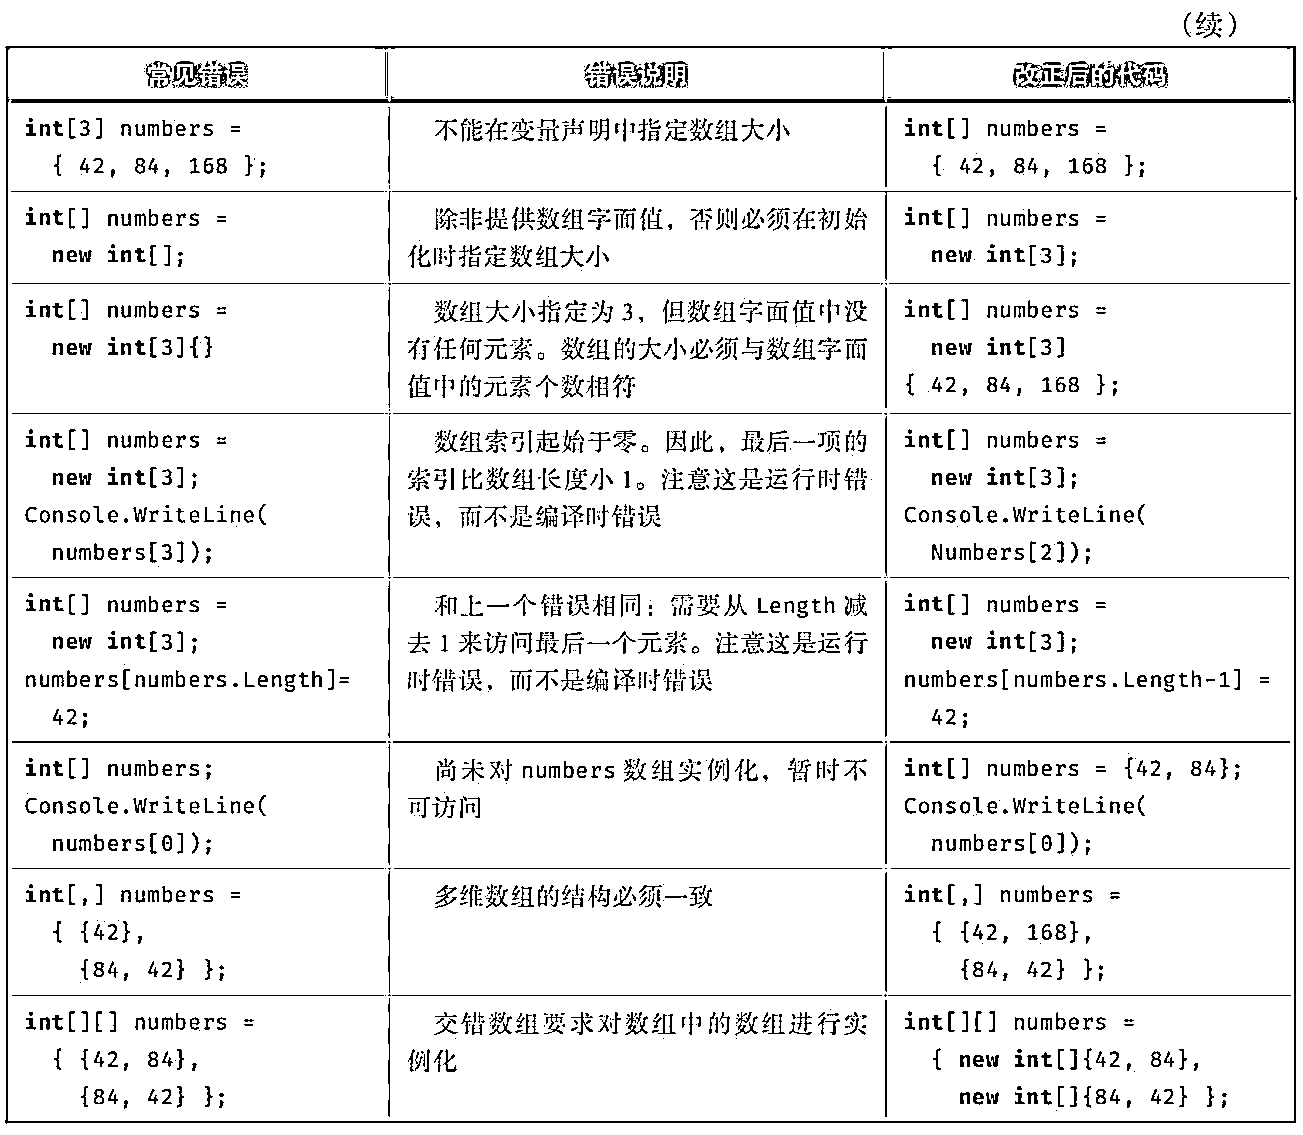 （续）
常见错误 错误说明 改正后的代码
int[3] numbers =
{ 42, 84, 168 };
不能在变量声明中指定数组大小
int[] numbers =
{ 42, 84, 168 };
int[] numbers =
new int[];
除非提供数组字面值，否则必须在初始
化时指定数组大小
int[] numbers =
new int[3];
int[] numbers =
new int[3]{}
数组大小指定为 3，但数组字面值中没
有任何元素。数组的大小必须与数组字面
值中的元素个数相符
int[] numbers =
new int[3]
{ 42, 84, 168 };
int[] numbers =
new int[3];
Console.WriteLine(
numbers[3]);
数组索引起始于零。因此，最后一项的
索引比数组长度小 1。注意这是运行时错
误，而不是编译时错误
int[] numbers =
new int[3];
Console.WriteLine(
Numbers[2]);
int[] numbers =
new int[3];
numbers[numbers.Length]=
42;
和上一个错误相同：需要从 Length 减
去 1 来访问最后一个元素。注意这是运行
时错误，而不是编译时错误
int[] numbers =
new int[3];
numbers[numbers.Length-1] =
42;
int[] numbers;
Console.WriteLine(
numbers[0]);
尚未对 numbers 数组实例化，暂时不
可访问
int[] numbers = {42, 84};
Console.WriteLine(
numbers[0]);
int[,] numbers =
{ {42},
{84, 42} };
多维数组的结构必须一致
int[,] numbers =
{ {42, 168},
{84, 42} };
int[][] numbers =
{ {42, 84},
{84, 42} };
交错数组要求对数组中的数组进行实
例化
int[][] numbers =
{ new int[]{42, 84},
new int[]{84, 42} };